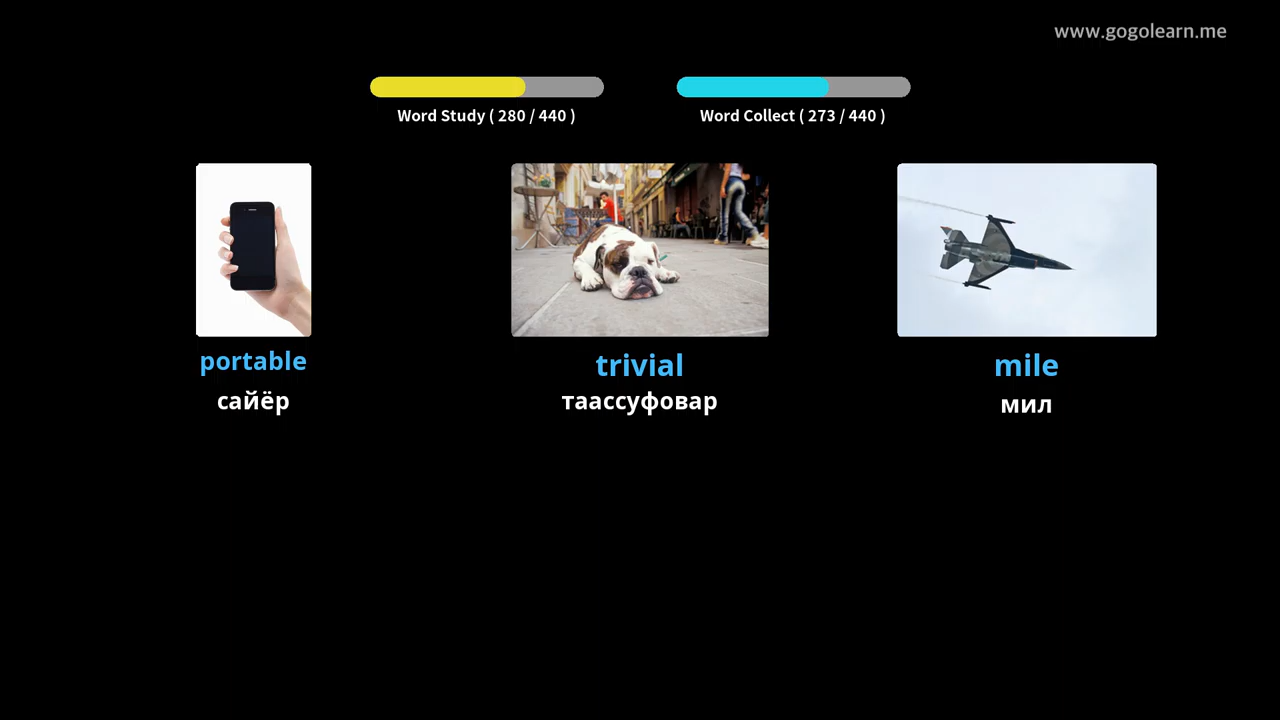 www.gogolearn.me
Word Study ( 280 / 440 )
Word Collect ( 273 / 440 )
portable
trivial
mile
сайёр
таассуфовар
мил